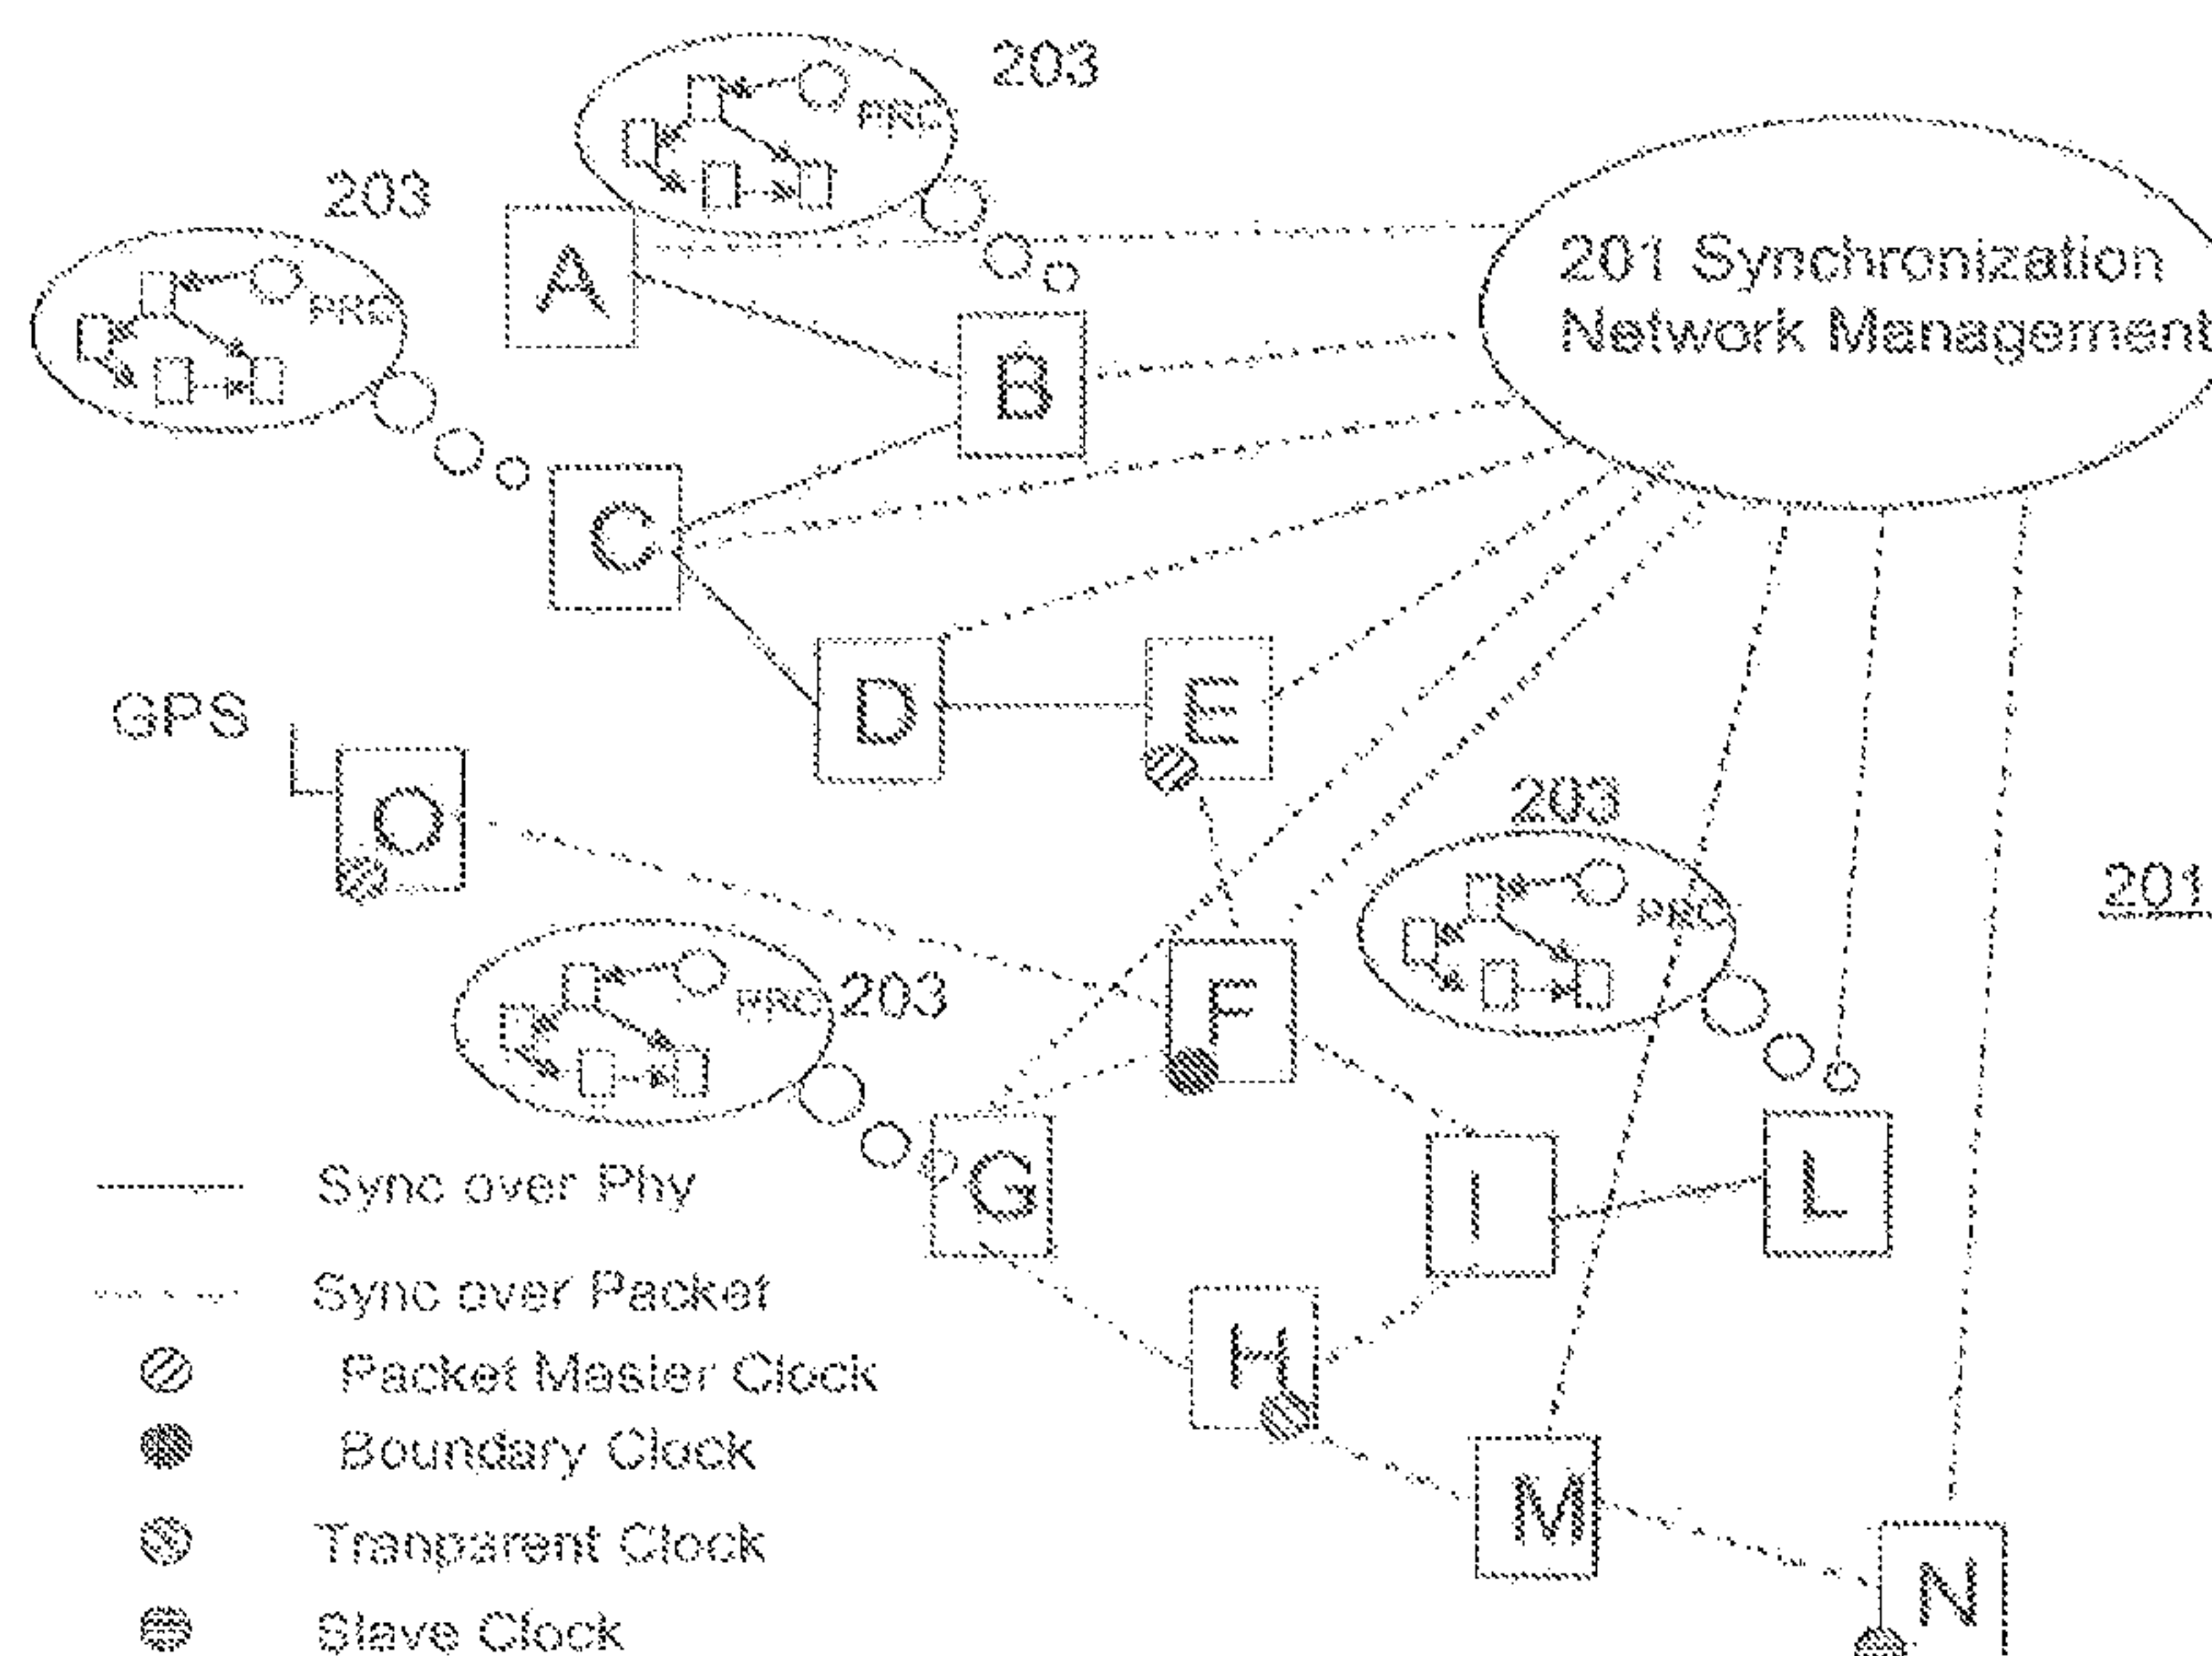 203
PRC
203
A
201 Synchronization
Network Management
PRC
B
C
GPS
D
E
O
203
PRC
201
F
PRC 203
G
I
L
Sync over Phy
Sync over Packet
H
Packet Master Clock
Boundary Clock
M
Tranparent Clock
N
Slave Clock